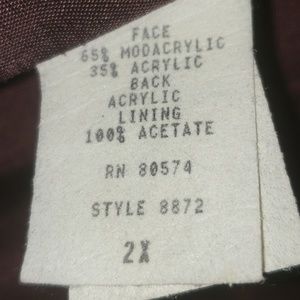 FACE
65% MODACRYLIC
35% ACRYLIC
BACK
ACRYLIC
LINING
100% ACETATE
RN 80574
STYLE 8872
2X